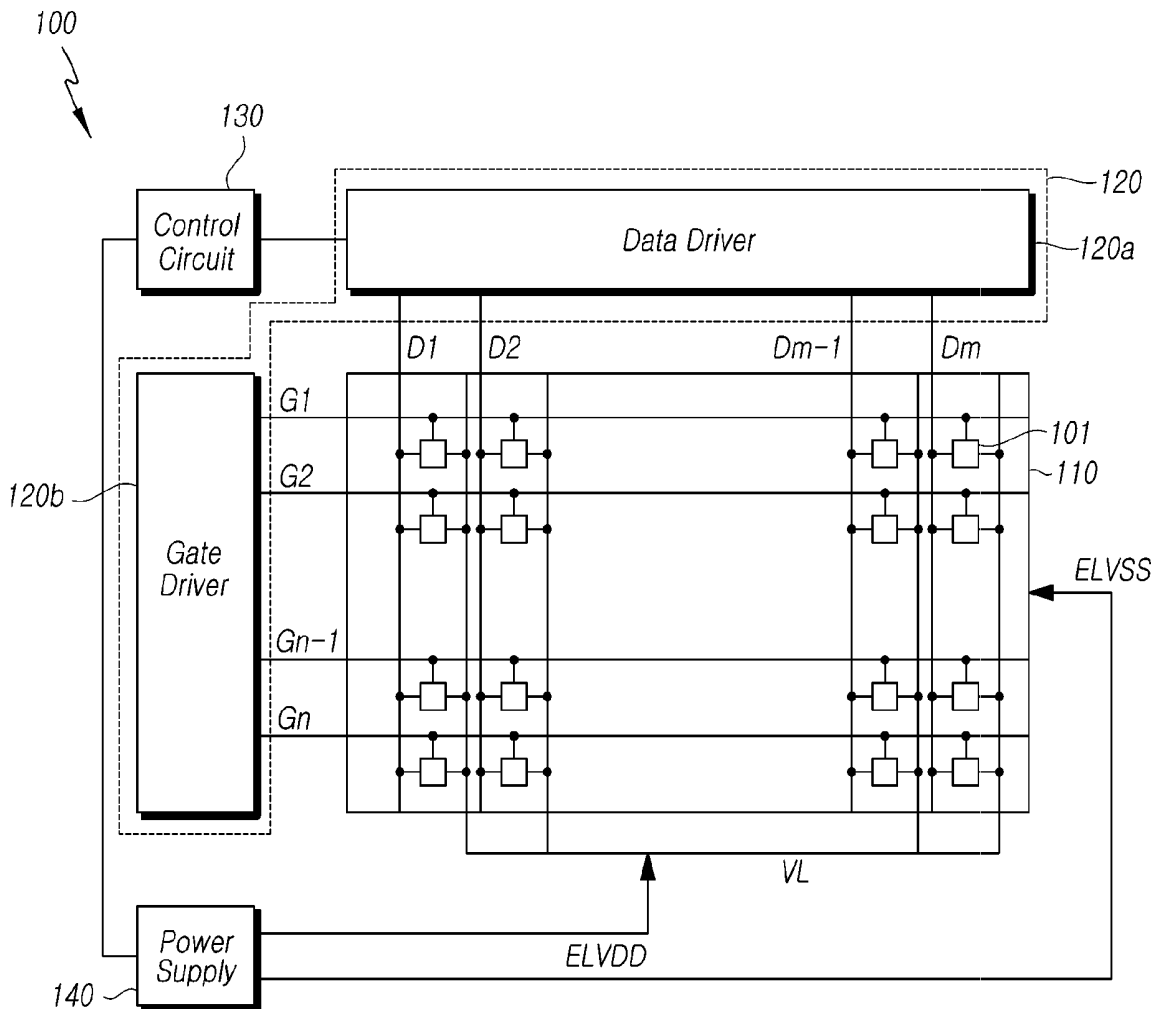 100
130
120
Control
Circuit
Data Driver
120a
D1
D2
Dm-1
Dm
G1
101
110
G2
120b
Gate
Driver
ELVSS
Gn-1
Gn
VL
Power
Supply
ELVDD
140